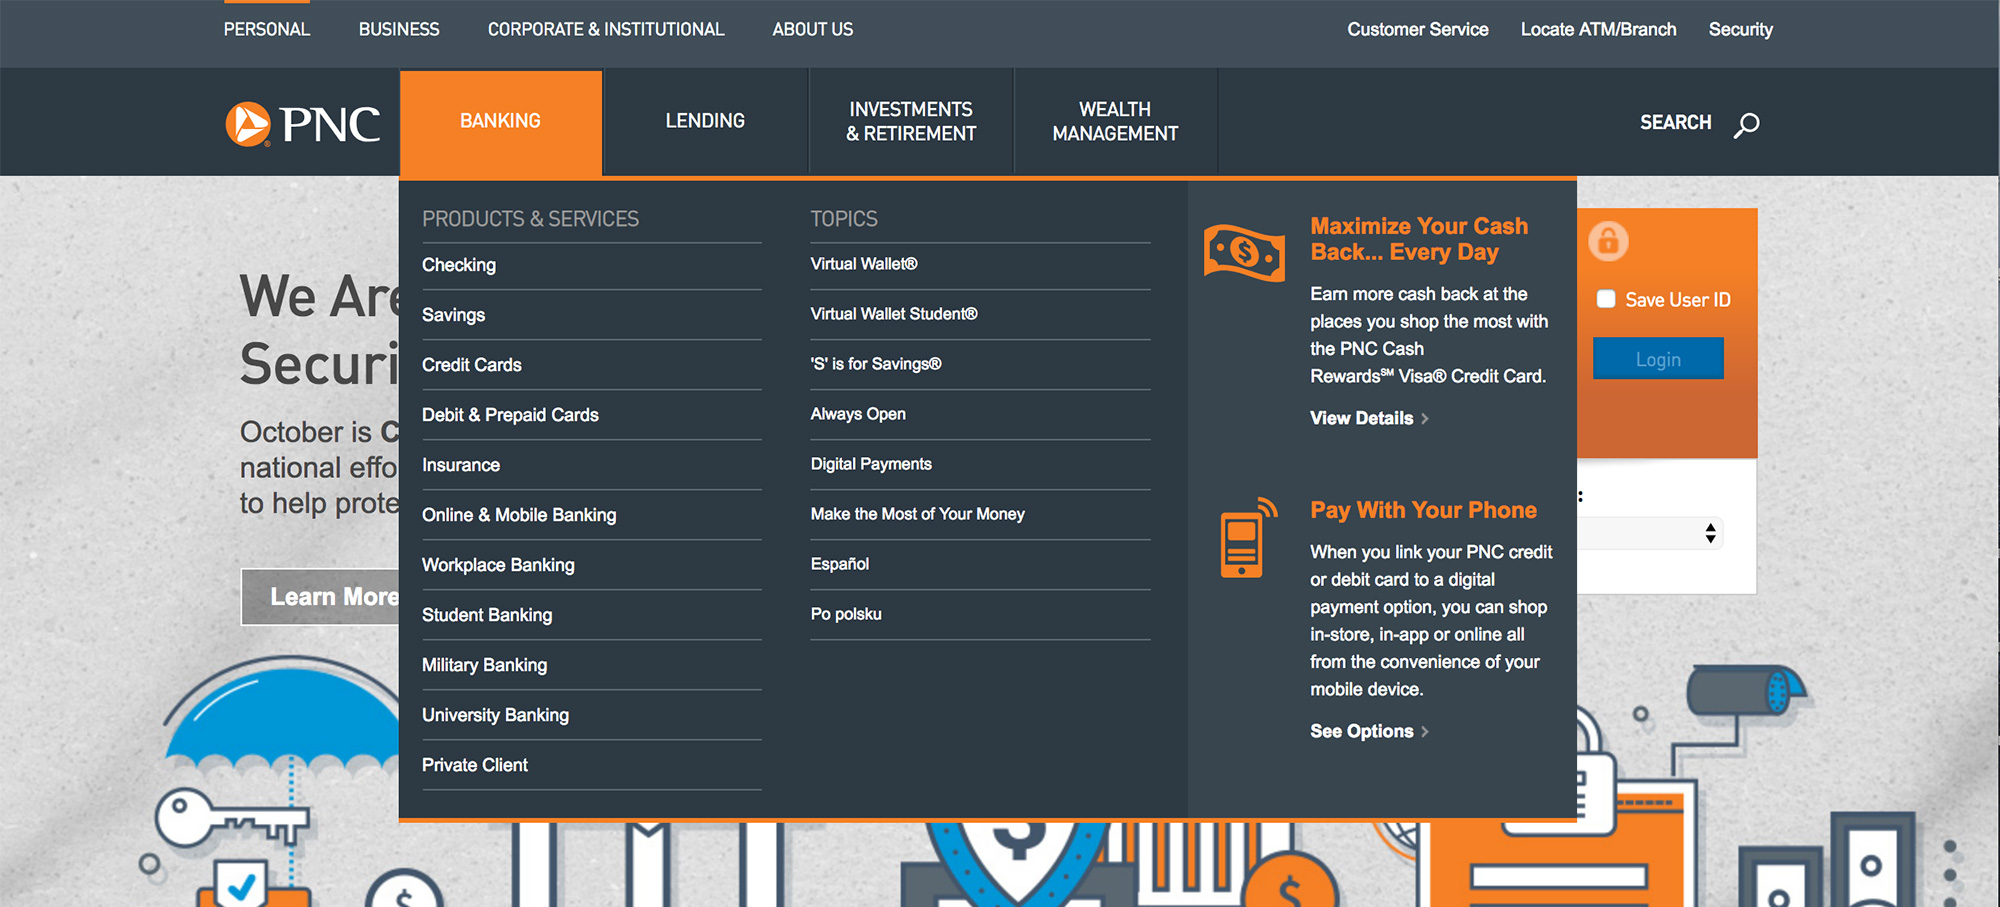 PERSONAL BUSINESS CORPORATE & INSTITUTIONAL ABOUT US Customer Service Locate ATM/Branch Security
PNC
BANKING
LENDING
INVESTMENTS
& RETIREMENT
WEALTH
MANAGEMENT
SEARCH
We Are
Securi
October is C
national effo
to help prote
Learn More
PRODUCTS & SERVICES
Checking
Savings
Credit Cards
Debit & Prepaid Cards
Insurance
Online & Mobile Banking
Workplace Banking
Student Banking
Military Banking
University Banking
Private Client
TOPICS
Virtual Wallet®
Virtual Wallet Student®
'S' is for Savings®
Always Open
Digital Payments
Make the Most of Your Money
Español
Po polsku
Maximize Your Cash
Back... Every Day
Earn more cash back at the
places you shop the most with
the PNC Cash
Rewards℠ Visa® Credit Card.
View Details >
Pay With Your Phone
When you link your PNC credit
or debit card to a digital
payment option, you can shop
in-store, in-app or online all
from the convenience of your
mobile device.
See Options >
Save User ID
Login
:
$
$
$